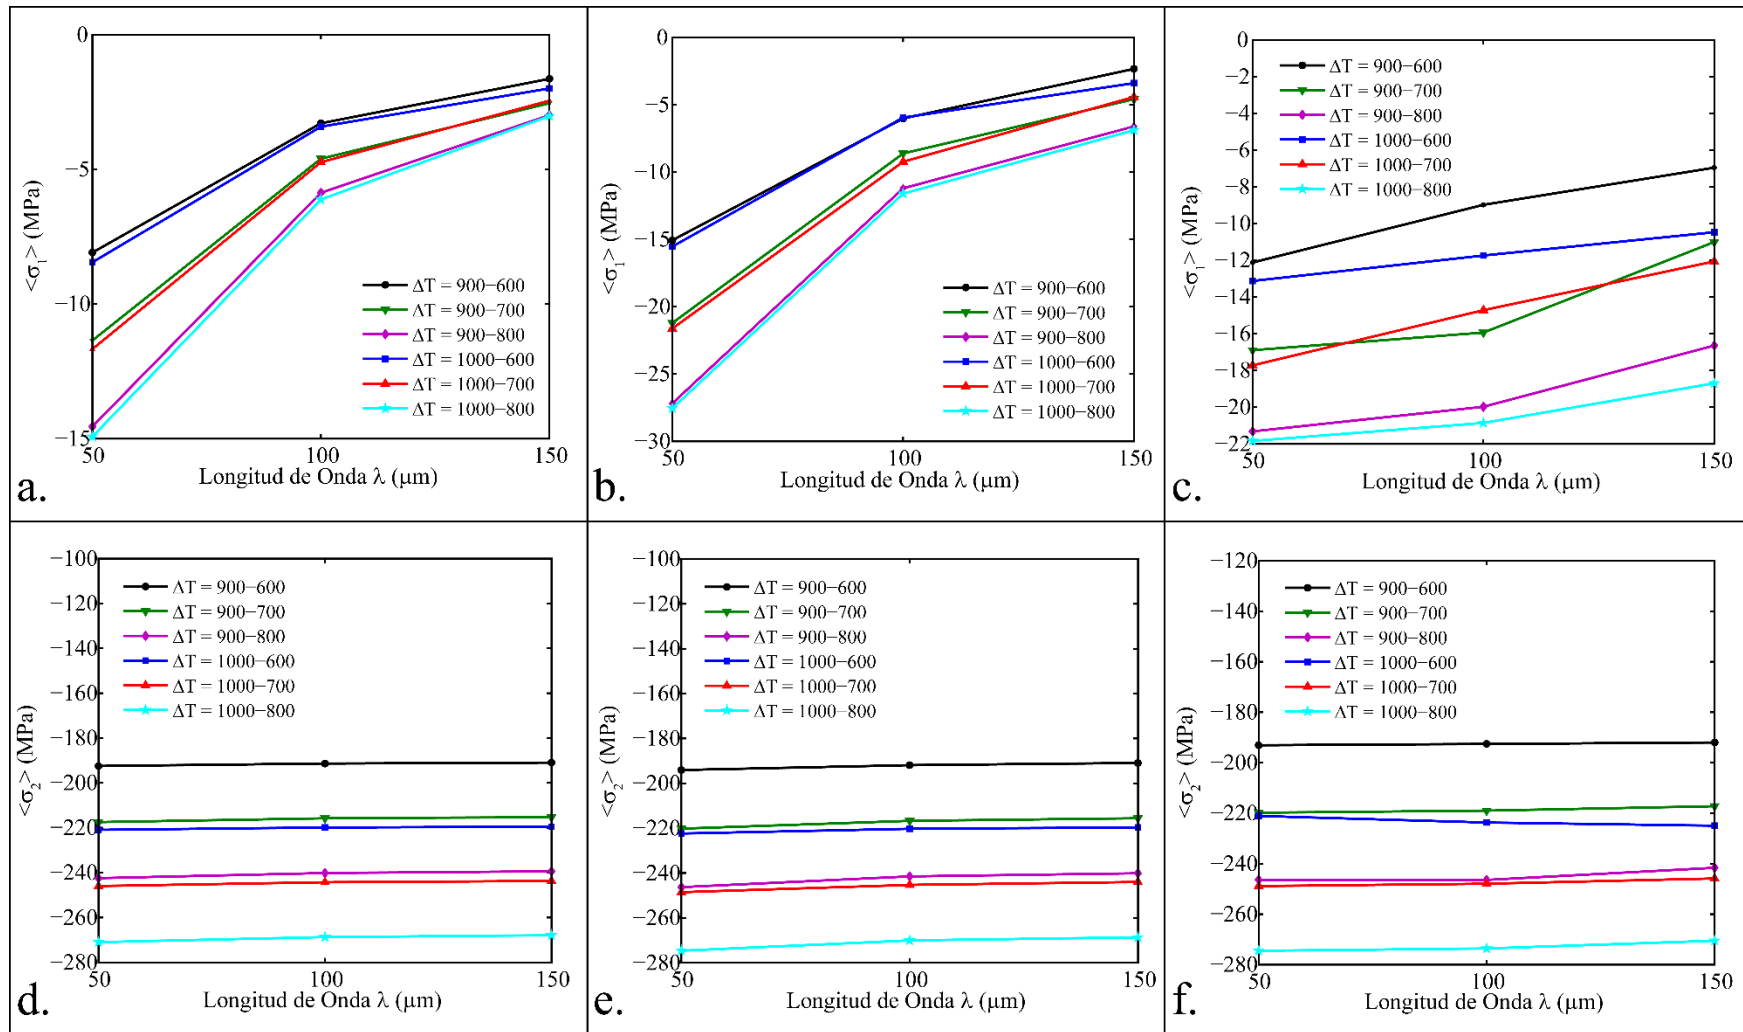 0
−5
−10
−15
<σ₁> (MPa)
ΔT = 900−600
ΔT = 900−700
ΔT = 900−800
ΔT = 1000−600
ΔT = 1000−700
ΔT = 1000−800
50
100
150
Longitud de Onda λ (μm)
a.
0
−5
−10
−15
−20
−25
−30
<σ₁> (MPa)
ΔT = 900−600
ΔT = 900−700
ΔT = 900−800
ΔT = 1000−600
ΔT = 1000−700
ΔT = 1000−800
50
100
150
Longitud de Onda λ (μm)
b.
0
−2
−4
−6
−8
−10
−12
−14
−16
−18
−20
−22
<σ₁> (MPa)
ΔT = 900−600
ΔT = 900−700
ΔT = 900−800
ΔT = 1000−600
ΔT = 1000−700
ΔT = 1000−800
50
100
150
Longitud de Onda λ (μm)
c.
−100
−120
−140
−160
−180
−200
−220
−240
−260
−280
<σ₂> (MPa)
ΔT = 900−600
ΔT = 900−700
ΔT = 900−800
ΔT = 1000−600
ΔT = 1000−700
ΔT = 1000−800
50
100
150
Longitud de Onda λ (μm)
d.
−100
−120
−140
−160
−180
−200
−220
−240
−260
−280
<σ₂> (MPa)
ΔT = 900−600
ΔT = 900−700
ΔT = 900−800
ΔT = 1000−600
ΔT = 1000−700
ΔT = 1000−800
50
100
150
Longitud de Onda λ (μm)
e.
−120
−140
−160
−180
−200
−220
−240
−260
−280
<σ₂> (MPa)
ΔT = 900−600
ΔT = 900−700
ΔT = 900−800
ΔT = 1000−600
ΔT = 1000−700
ΔT = 1000−800
50
100
150
Longitud de Onda λ (μm)
f.